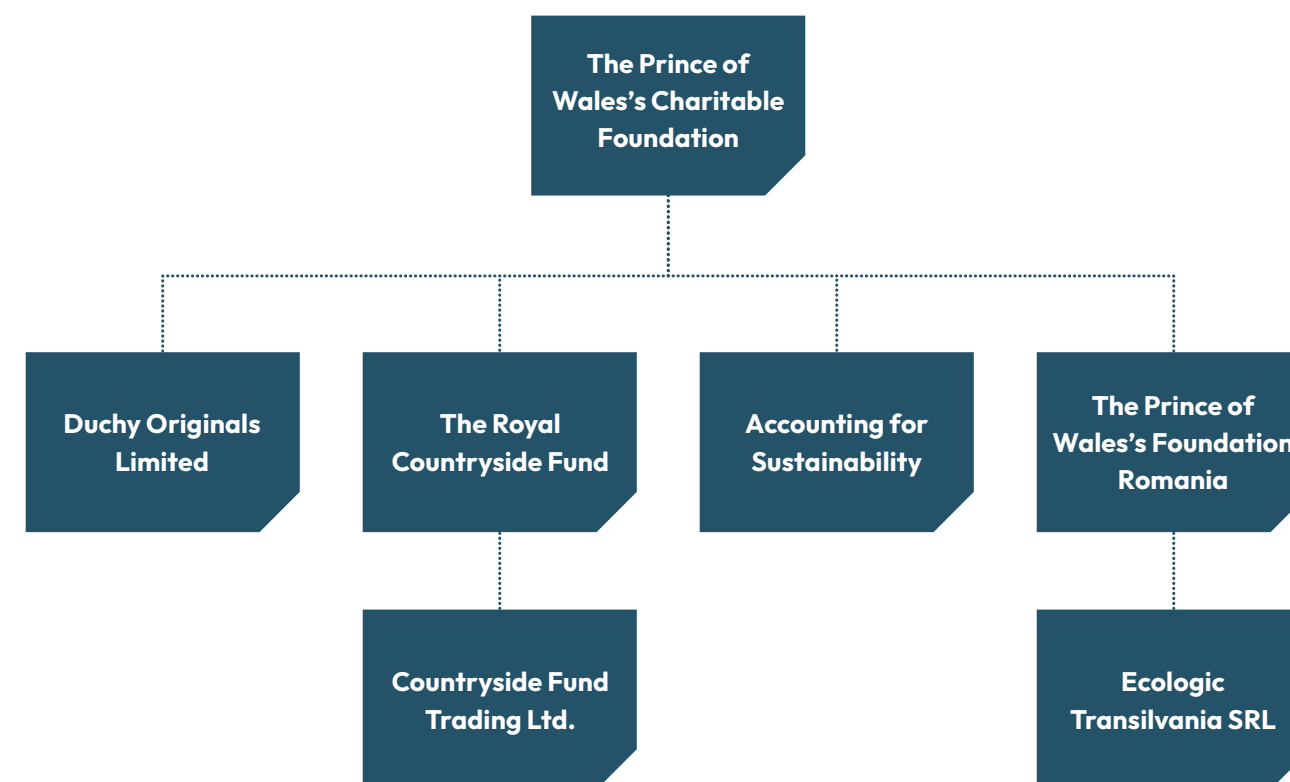 The Prince of
Wales’s Charitable
Foundation
Duchy Originals
Limited
The Royal
Countryside Fund
Accounting for
Sustainability
The Prince of
Wales’s Foundation
Romania
Countryside Fund
Trading Ltd.
Ecologic
Transilvania SRL